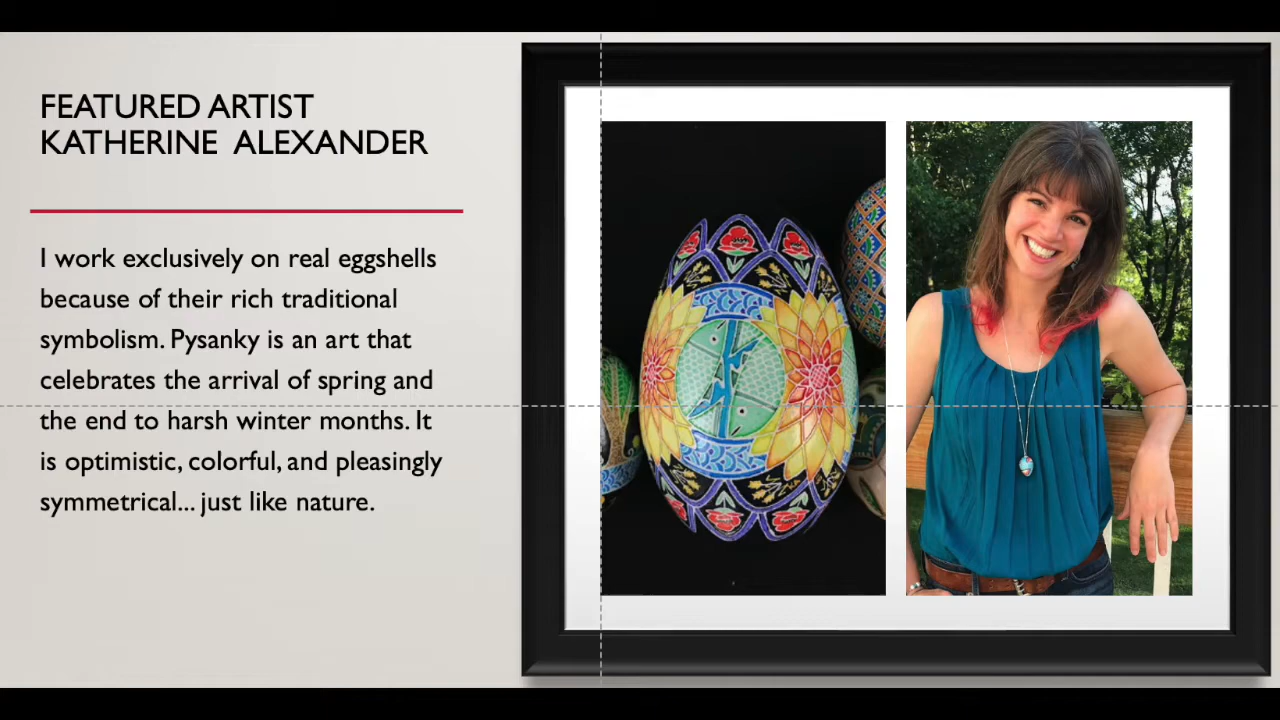 FEATURED ARTIST
KATHERINE ALEXANDER
I work exclusively on real eggshells
because of their rich traditional
symbolism. Pysanky is an art that
celebrates the arrival of spring and
the end to harsh winter months. It
is optimistic, colorful, and pleasingly
symmetrical... just like nature.